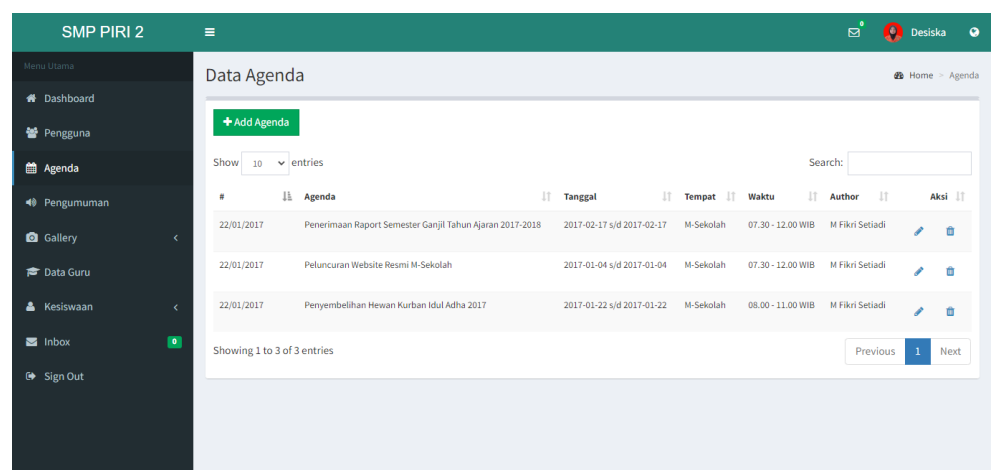 SMP PIRI 2
0
Desiska
Menu Utama
Dashboard
Pengguna
Agenda
Pengumuman
Gallery
Data Guru
Kesiswaan
Inbox 0
Sign Out
Data Agenda
Home > Agenda
Add Agenda
Show 10 entries
Search:
# Agenda Tanggal Tempat Waktu Author Aksi
22/01/2017 Penerimaan Raport Semester Ganjil Tahun Ajaran 2017-2018 2017-02-17 s/d 2017-02-17 M-Sekolah 07.30 - 12.00 WIB M Fikri Setiadi
22/01/2017 Peluncuran Website Resmi M-Sekolah 2017-01-04 s/d 2017-01-04 M-Sekolah 07.30 - 12.00 WIB M Fikri Setiadi
22/01/2017 Penyembelihan Hewan Kurban Idul Adha 2017 2017-01-22 s/d 2017-01-22 M-Sekolah 08.00 - 11.00 WIB M Fikri Setiadi
Showing 1 to 3 of 3 entries
Previous 1 Next